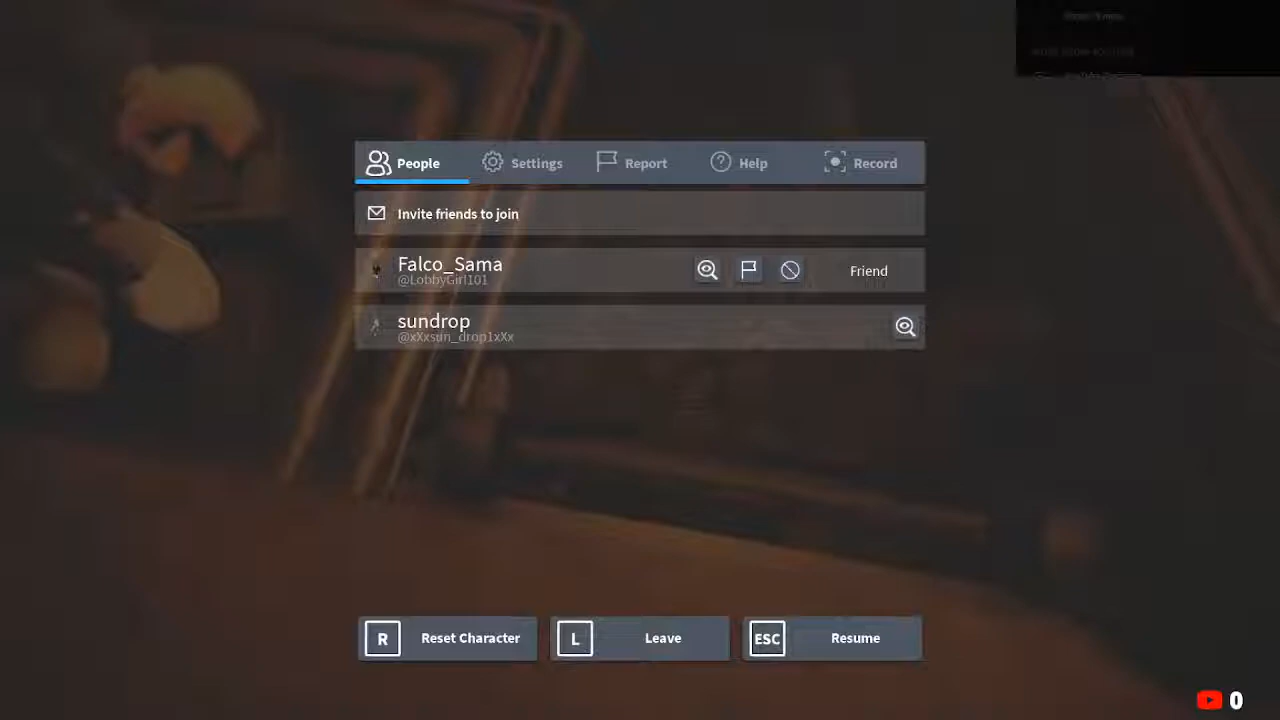 People
Settings
Report
Help
Record
Invite friends to join
Falco_Sama
@LobbyGirl101
Friend
sundrop
@xXxsun_drop1xXx
R Reset Character
L Leave
ESC Resume
0